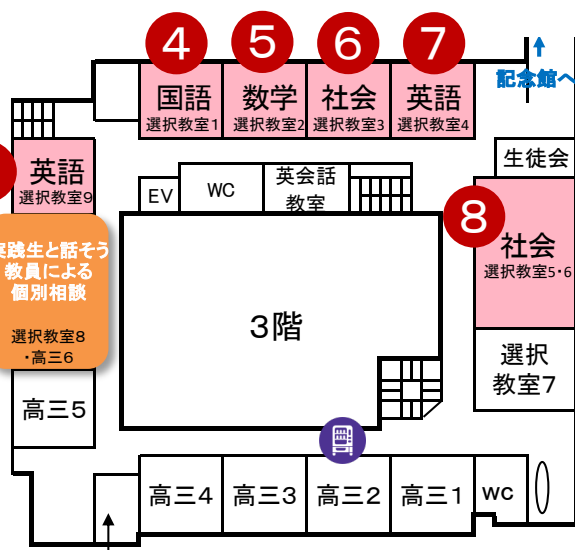 4
5
6
7
国語
選択教室1
数学
選択教室2
社会
選択教室3
英語
選択教室4
記念館へ
英語
選択教室9
生徒会
EV
WC
英会話
教室
8
社会
選択教室5・6
実践生と話そう
教員による
個別相談
選択教室8
・高三6
3階
選択
教室7
高三5
高三4
高三3
高三2
高三1
WC